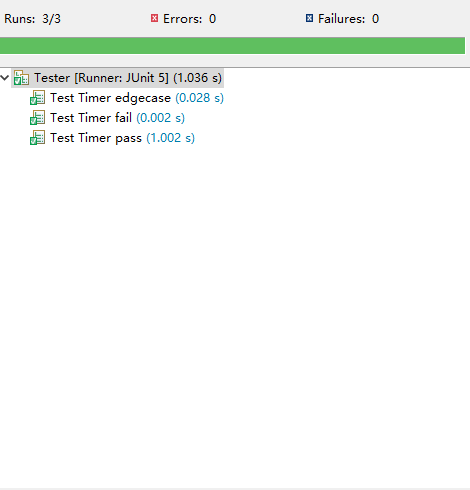 Runs: 3/3 Errors: 0 Failures: 0
Tester [Runner: JUnit 5] (1.036 s)
Test Timer edgecase (0.028 s)
Test Timer fail (0.002 s)
Test Timer pass (1.002 s)